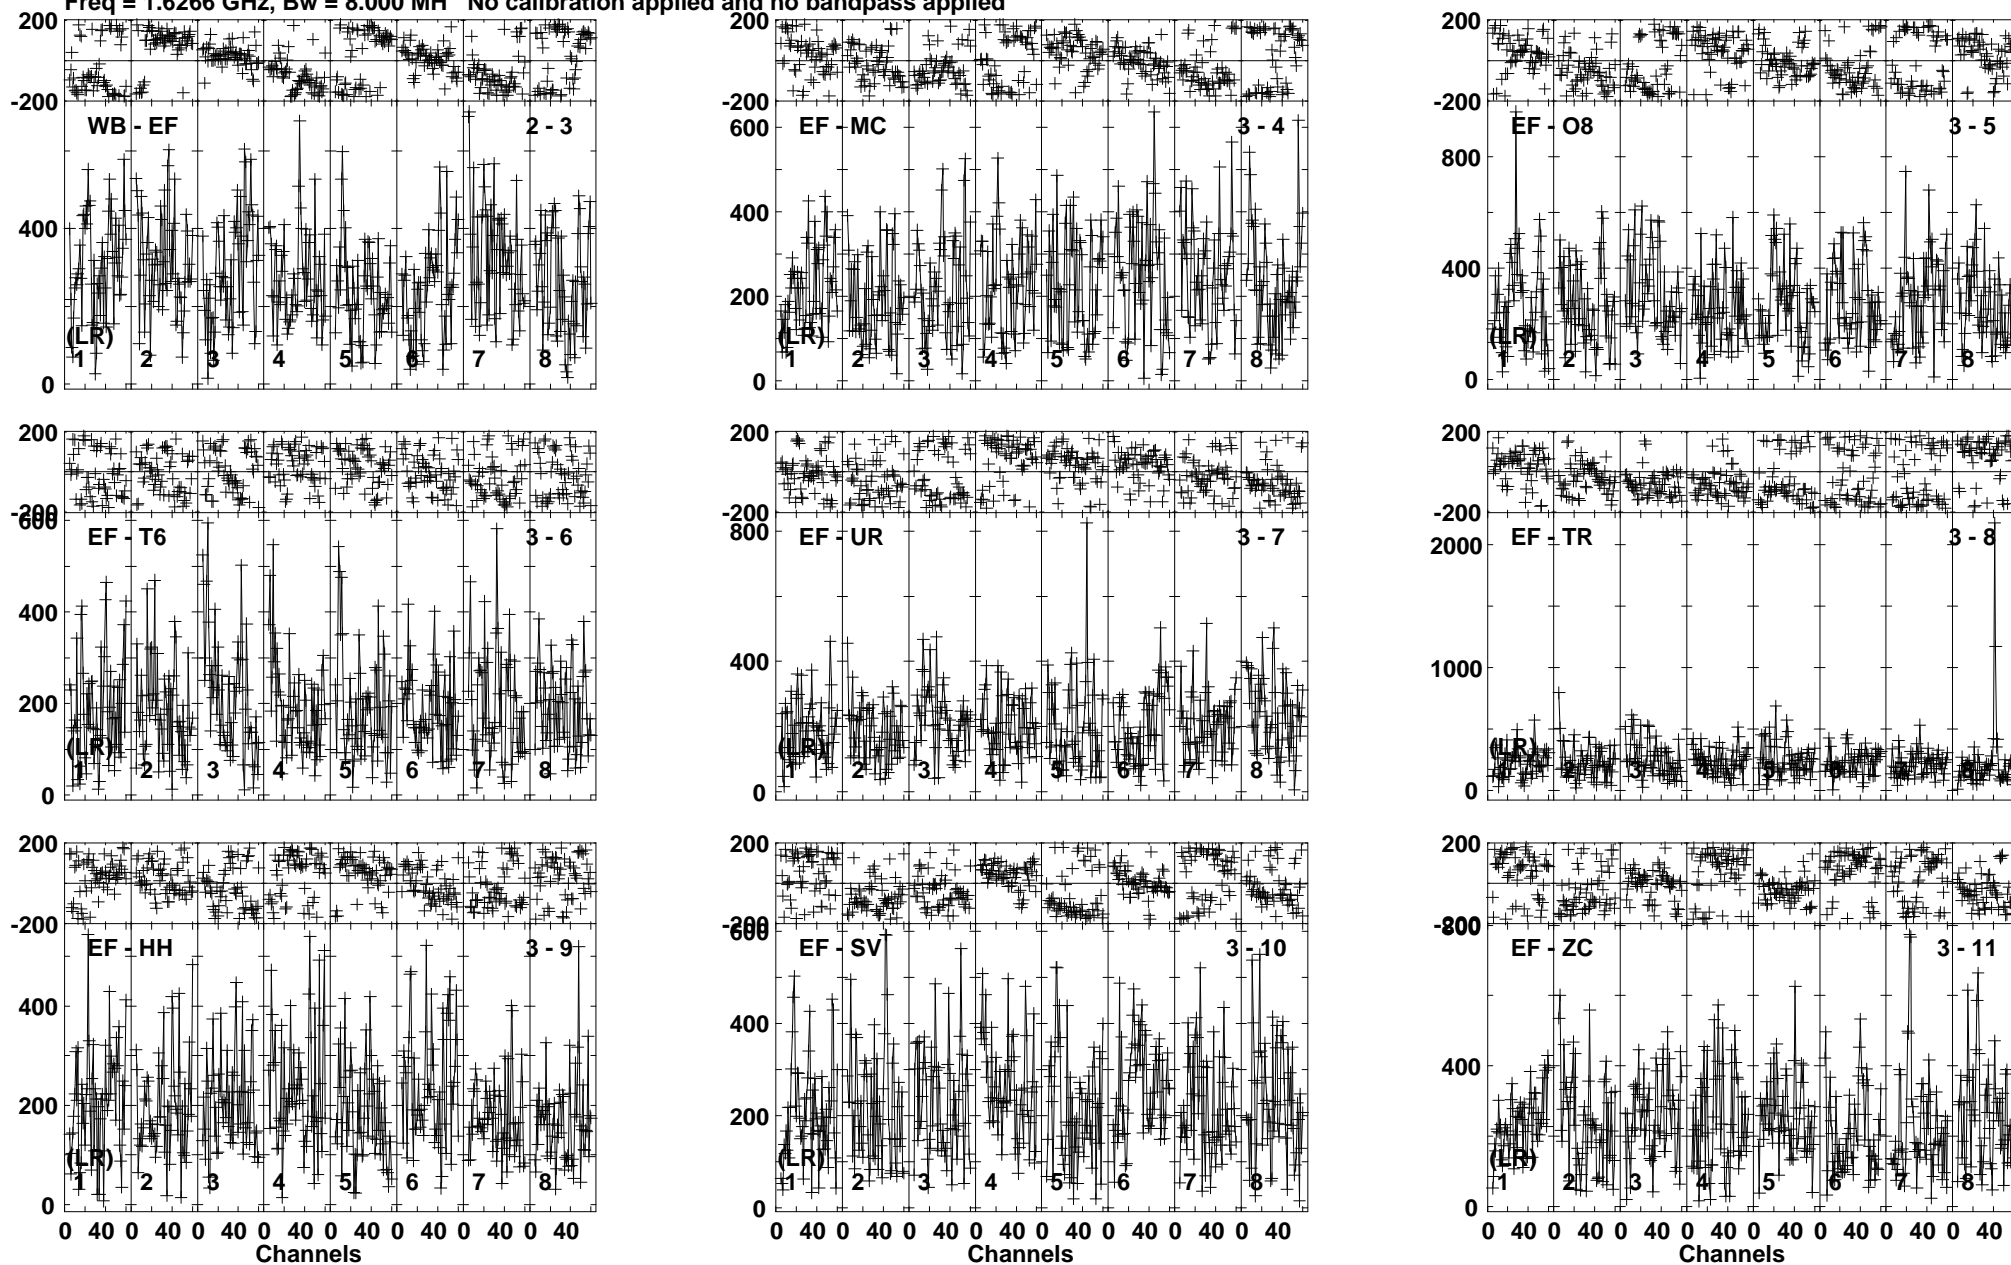 Freq = 1.6266 GHz, Bw = 8.000 MH No calibration applied and no bandpass applied
200
-200
WB - EF 2 - 3
400
(LR)
1 2 3 4 5 6 7 8
0
200
-200
EF - MC 3 - 4
600
400
200
(LR)
1 2 3 4 5 6 7 8
0
200
-200
EF - O8 3 - 5
800
400
(LR)
1 2 3 4 5 6 7 8
0
200
-200
600
EF - T6 3 - 6
400
200
(LR)
1 2 3 4 5 6 7 8
0
200
-200
800
EF - UR 3 - 7
400
(LR)
1 2 3 4 5 6 7 8
0
200
-200
EF - TR 3 - 8
2000
1000
(LR)
1 2 3 4 5 6 7 8
0
200
-200
EF - HH 3 - 9
400
200
(LR)
1 2 3 4 5 6 7 8
0
0 40 0 40 0 40 0 40 0 40 0 40 0 40 0 40
Channels
200
-200
600
EF - SV 3 - 10
400
200
(LR)
1 2 3 4 5 6 7 8
0
0 40 0 40 0 40 0 40 0 40 0 40 0 40 0 40
Channels
200
-200
800
EF - ZC 3 - 11
400
(LR)
1 2 3 4 5 6 7 8
0
0 40 0 40 0 40 0 40 0 40 0 40 0 40 0 40
Channels